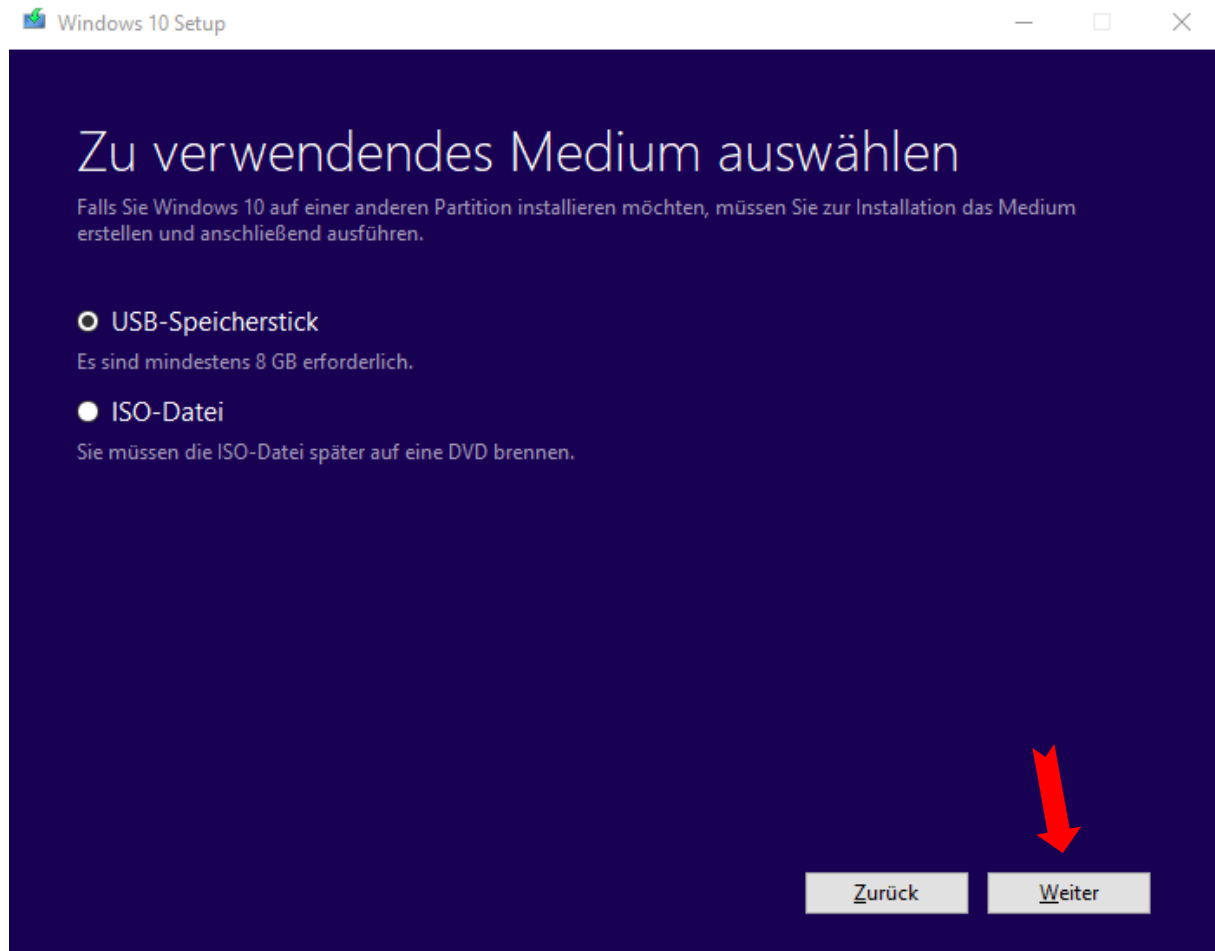 Windows 10 Setup
Zu verwendendes Medium auswählen
Falls Sie Windows 10 auf einer anderen Partition installieren möchten, müssen Sie zur Installation das Medium
erstellen und anschließend ausführen.
USB-Speicherstick
Es sind mindestens 8 GB erforderlich.
ISO-Datei
Sie müssen die ISO-Datei später auf eine DVD brennen.
Zurück
Weiter